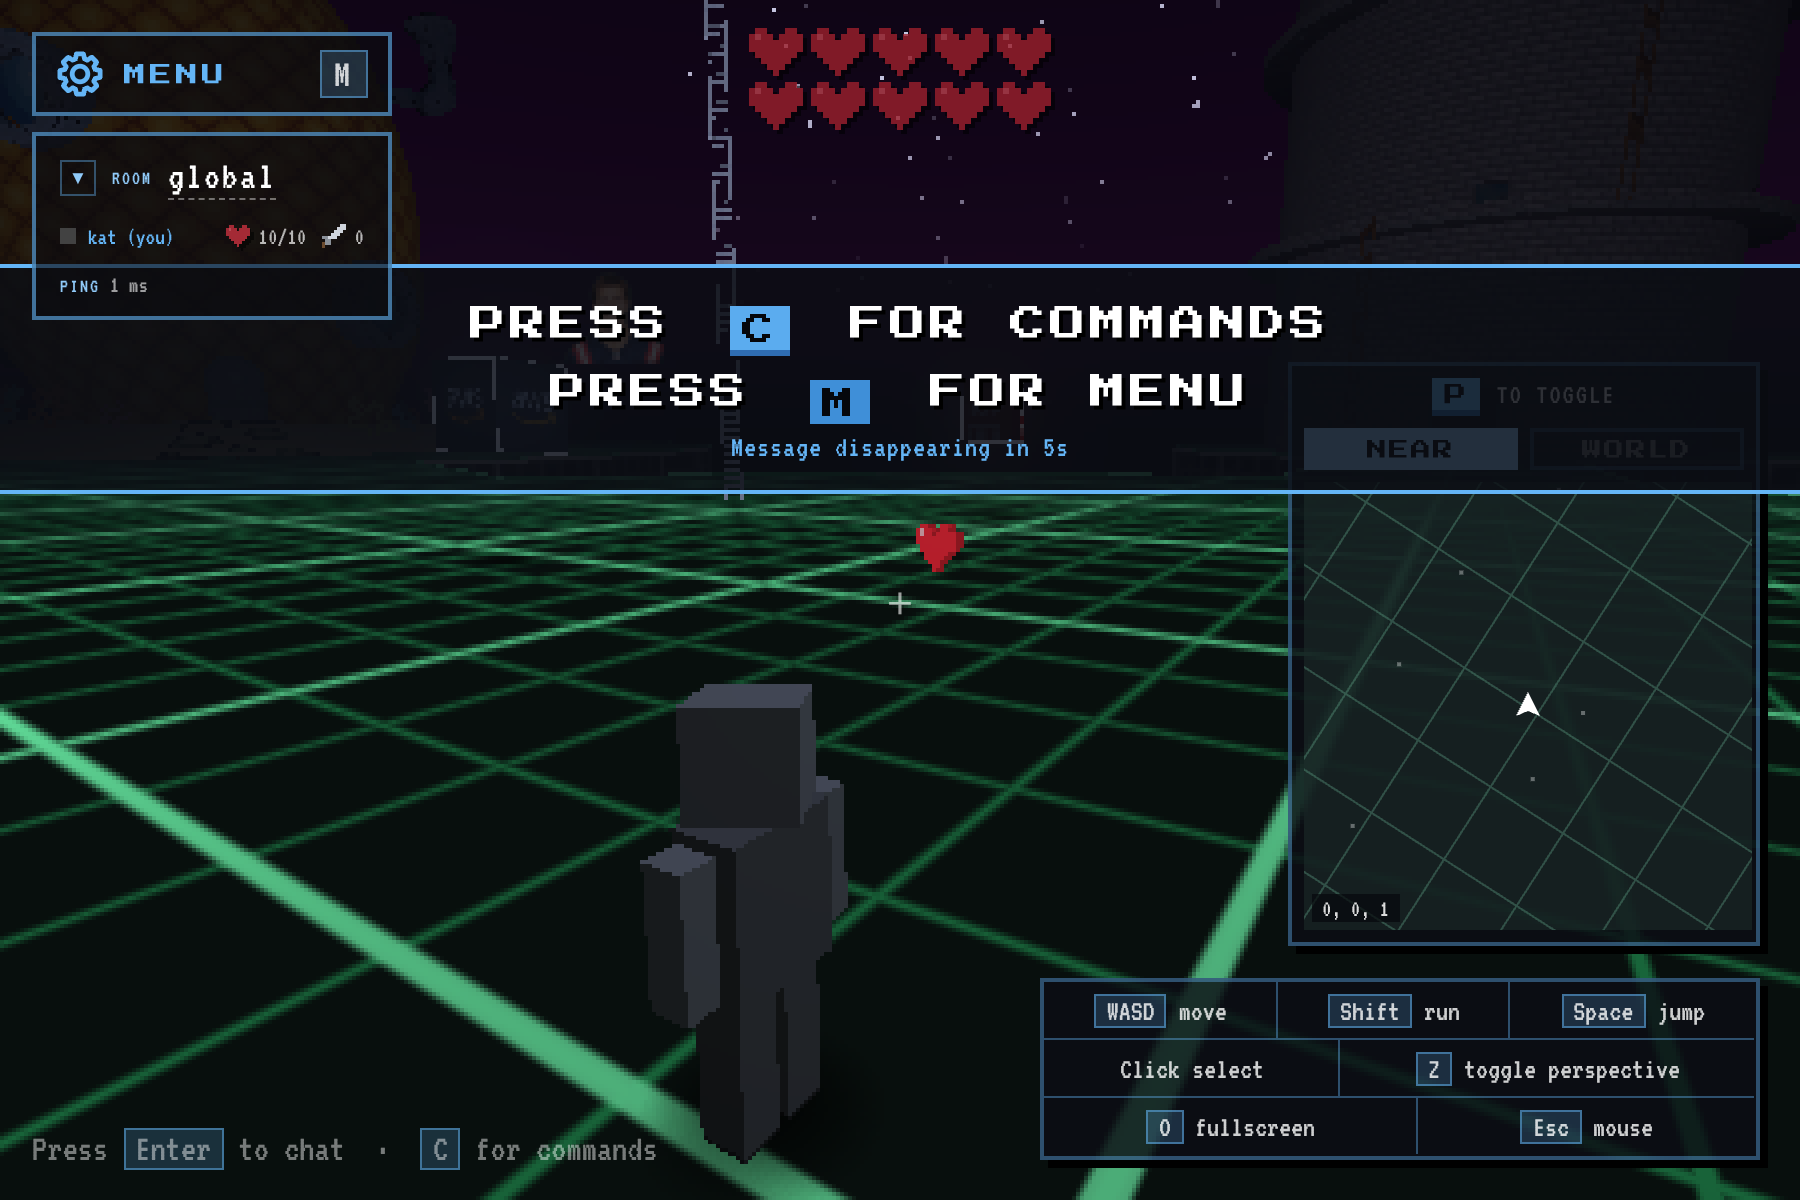 MENU M
▼ ROOM global
kat (you) 10/10 0
PING 1 ms
PRESS C FOR COMMANDS
PRESS M FOR MENU
Message disappearing in 5s
P TO TOGGLE
NEAR WORLD
0, 0, 1
WASD move Shift run Space jump
Click select Z toggle perspective
O fullscreen Esc mouse
Press Enter to chat · C for commands